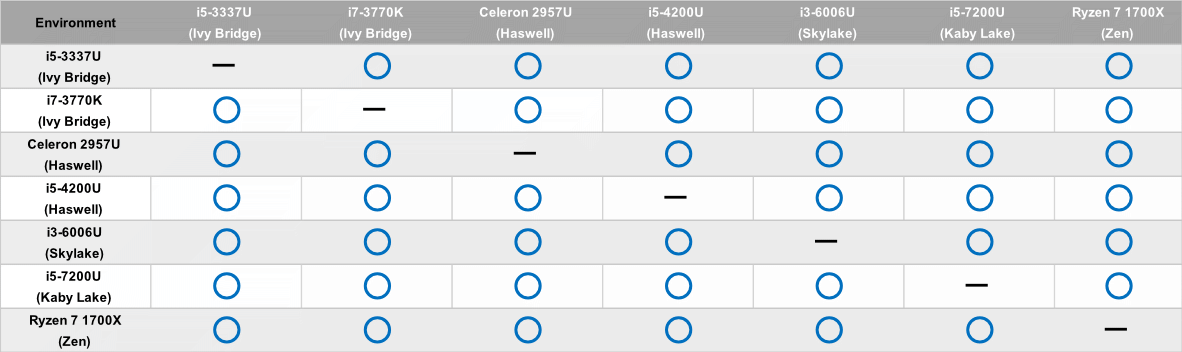 Environment
i5-3337U
(Ivy Bridge)
i7-3770K
(Ivy Bridge)
Celeron 2957U
(Haswell)
i5-4200U
(Haswell)
i3-6006U
(Skylake)
i5-7200U
(Kaby Lake)
Ryzen 7 1700X
(Zen)
i5-3337U
(Ivy Bridge)
i7-3770K
(Ivy Bridge)
Celeron 2957U
(Haswell)
i5-4200U
(Haswell)
i3-6006U
(Skylake)
i5-7200U
(Kaby Lake)
Ryzen 7 1700X
(Zen)